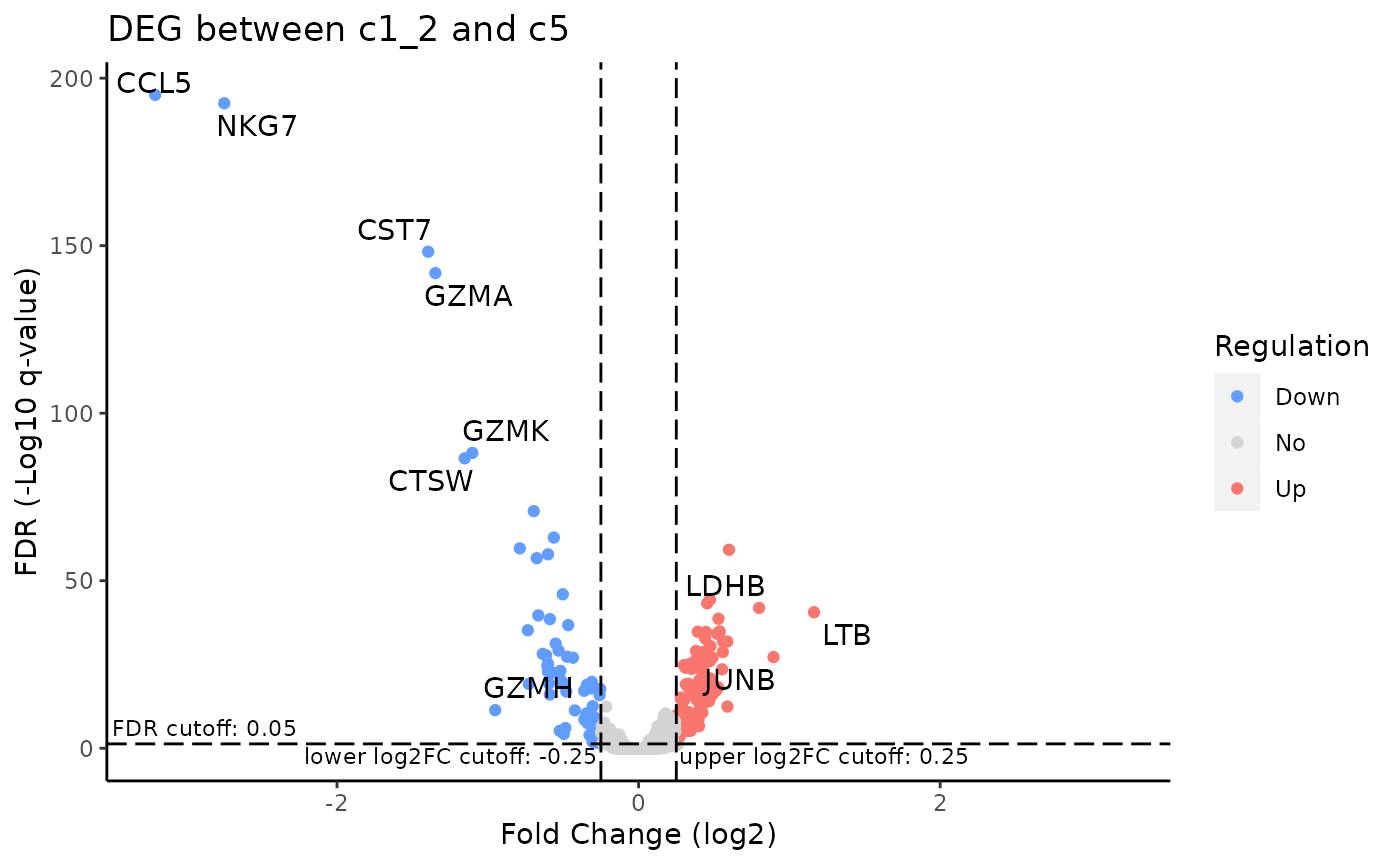 DEG between c1_2 and c5
FDR (-Log10 q-value)
200
150
100
50
0
CCL5
NKG7
CST7
GZMA
GZMK
CTSW
LDHB
LTB
JUNB
GZMH
FDR cutoff: 0.05
lower log2FC cutoff: -0.25
upper log2FC cutoff: 0.25
-2
0
2
Fold Change (log2)
Regulation
Down
No
Up